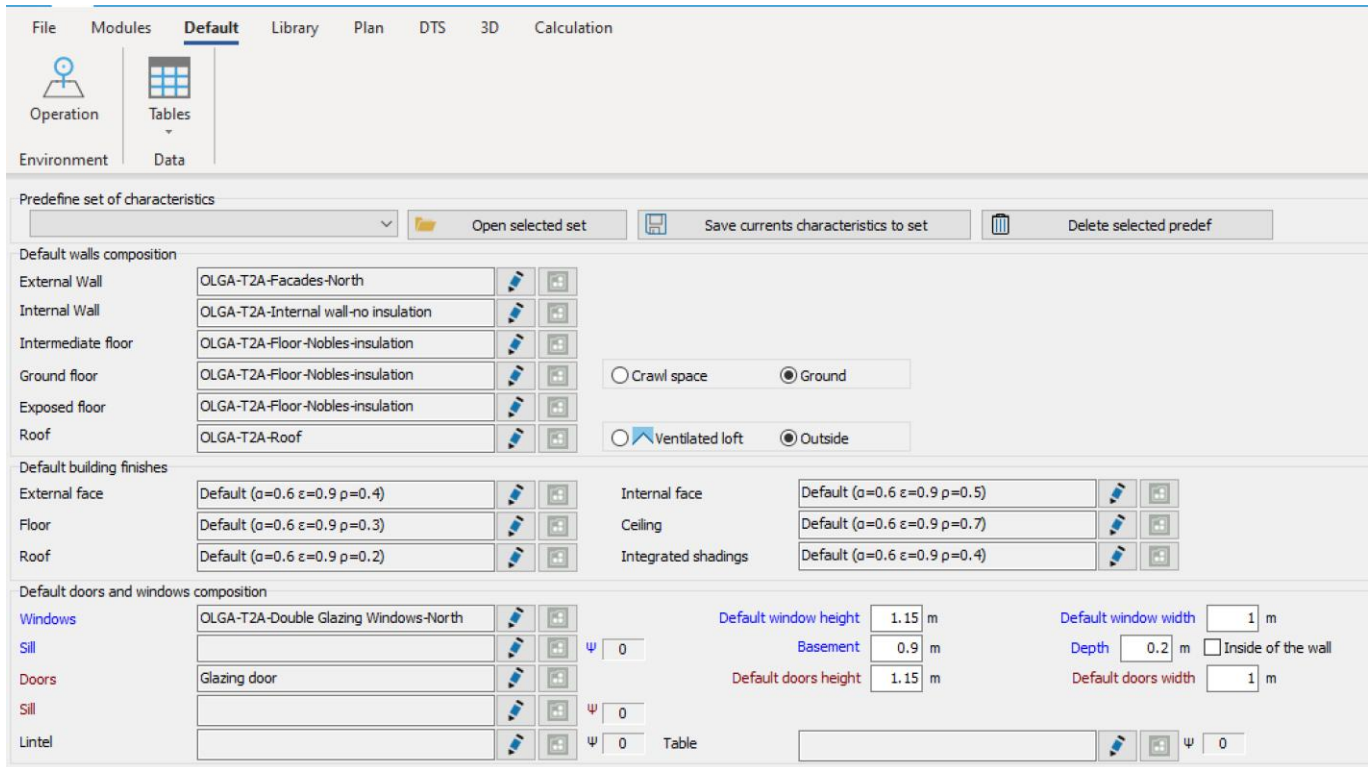 File Modules Default Library Plan DTS 3D Calculation
Operation Tables
Environment Data
Predefine set of characteristics
Open selected set Save currents characteristics to set Delete selected predef
Default walls composition
External Wall OLGA-T2A-Facades-North
Internal Wall OLGA-T2A-Internal wall-no insulation
Intermediate floor OLGA-T2A-Floor-Nobles-insulation
Ground floor OLGA-T2A-Floor-Nobles-insulation Crawl space Ground
Exposed floor OLGA-T2A-Floor-Nobles-insulation
Roof OLGA-T2A-Roof Ventilated loft Outside
Default building finishes
External face Default (α=0.6 ε=0.9 ρ=0.4) Internal face Default (α=0.6 ε=0.9 ρ=0.5)
Floor Default (α=0.6 ε=0.9 ρ=0.3) Ceiling Default (α=0.6 ε=0.9 ρ=0.7)
Roof Default (α=0.6 ε=0.9 ρ=0.2) Integrated shadings Default (α=0.6 ε=0.9 ρ=0.4)
Default doors and windows composition
Windows OLGA-T2A-Double Glazing Windows-North Default window height 1.15 m Default window width 1 m
Sill Ψ 0 Basement 0.9 m Depth 0.2 m Inside of the wall
Doors Glazing door Default doors height 1.15 m Default doors width 1 m
Sill Ψ 0
Lintel Ψ 0 Table Ψ 0